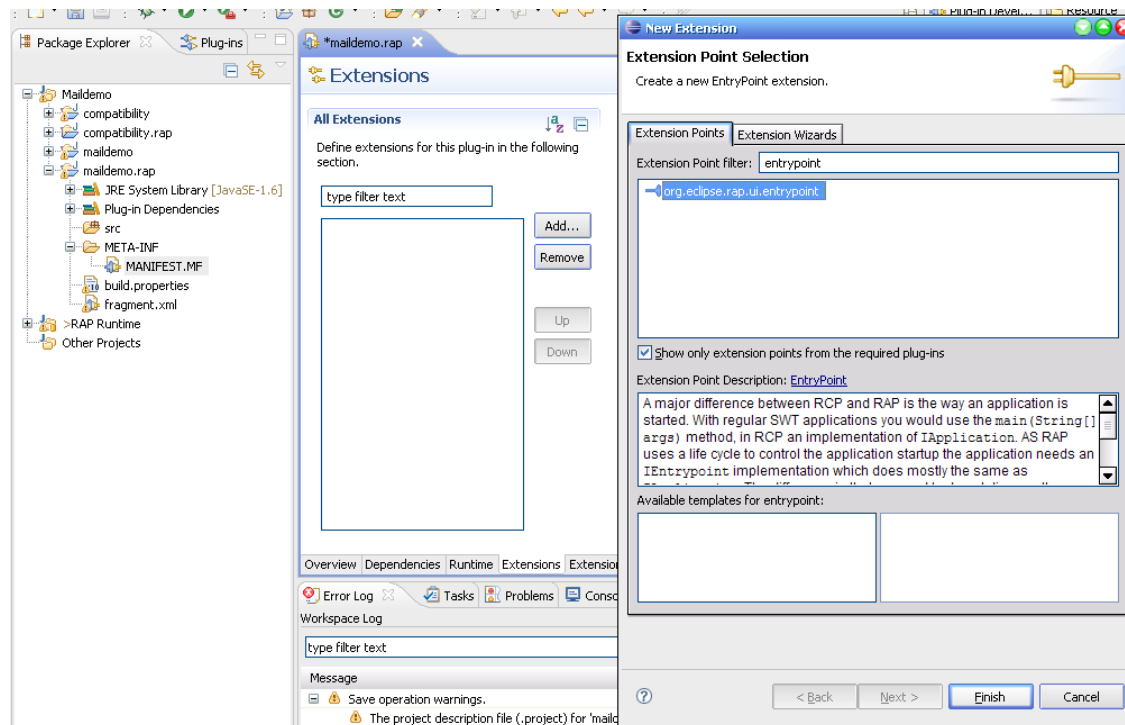 Plug-in Devel... Resource
Package Explorer Plug-ins
Maildemo
compatibility
compatibility.rap
maildemo
maildemo.rap
JRE System Library [JavaSE-1.6]
Plug-in Dependencies
src
META-INF
MANIFEST.MF
build.properties
fragment.xml
>RAP Runtime
Other Projects
*maildemo.rap
Extensions
All Extensions
Define extensions for this plug-in in the following
section.
type filter text
Add...
Remove
Up
Down
Overview Dependencies Runtime Extensions Extension
Error Log Tasks Problems Conso
Workspace Log
type filter text
Message
Save operation warnings.
The project description file (.project) for 'maild
New Extension
Extension Point Selection
Create a new EntryPoint extension.
Extension Points Extension Wizards
Extension Point filter: entrypoint
org.eclipse.rap.ui.entrypoint
Show only extension points from the required plug-ins
Extension Point Description: EntryPoint
A major difference between RCP and RAP is the way an application is
started. With regular SWT applications you would use the main(String[]
args) method, in RCP an implementation of IApplication. AS RAP
uses a life cycle to control the application startup the application needs an
IEntrypoint implementation which does mostly the same as
Available templates for entrypoint:
< Back Next > Finish Cancel